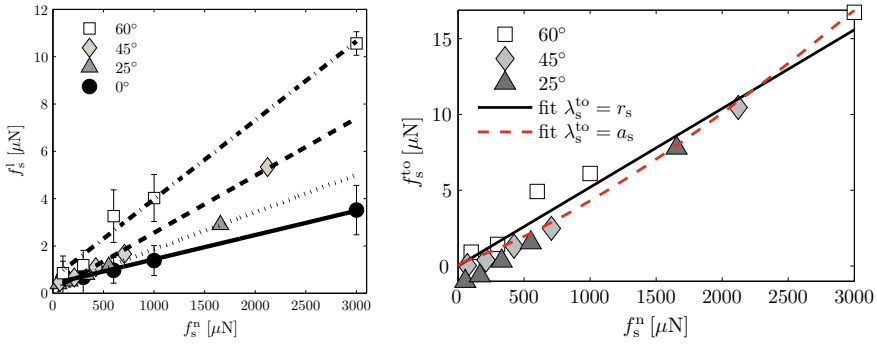 12
10
8
6
4
2
0
0 500 1000 1500 2000 2500 3000
f_s^l [μN]
f_s^n [μN]
60°
45°
25°
0°
15
10
5
0
0 500 1000 1500 2000 2500 3000
f_s^to [μN]
f_s^n [μN]
60°
45°
25°
fit λ_s^to = r_s
fit λ_s^to = a_s